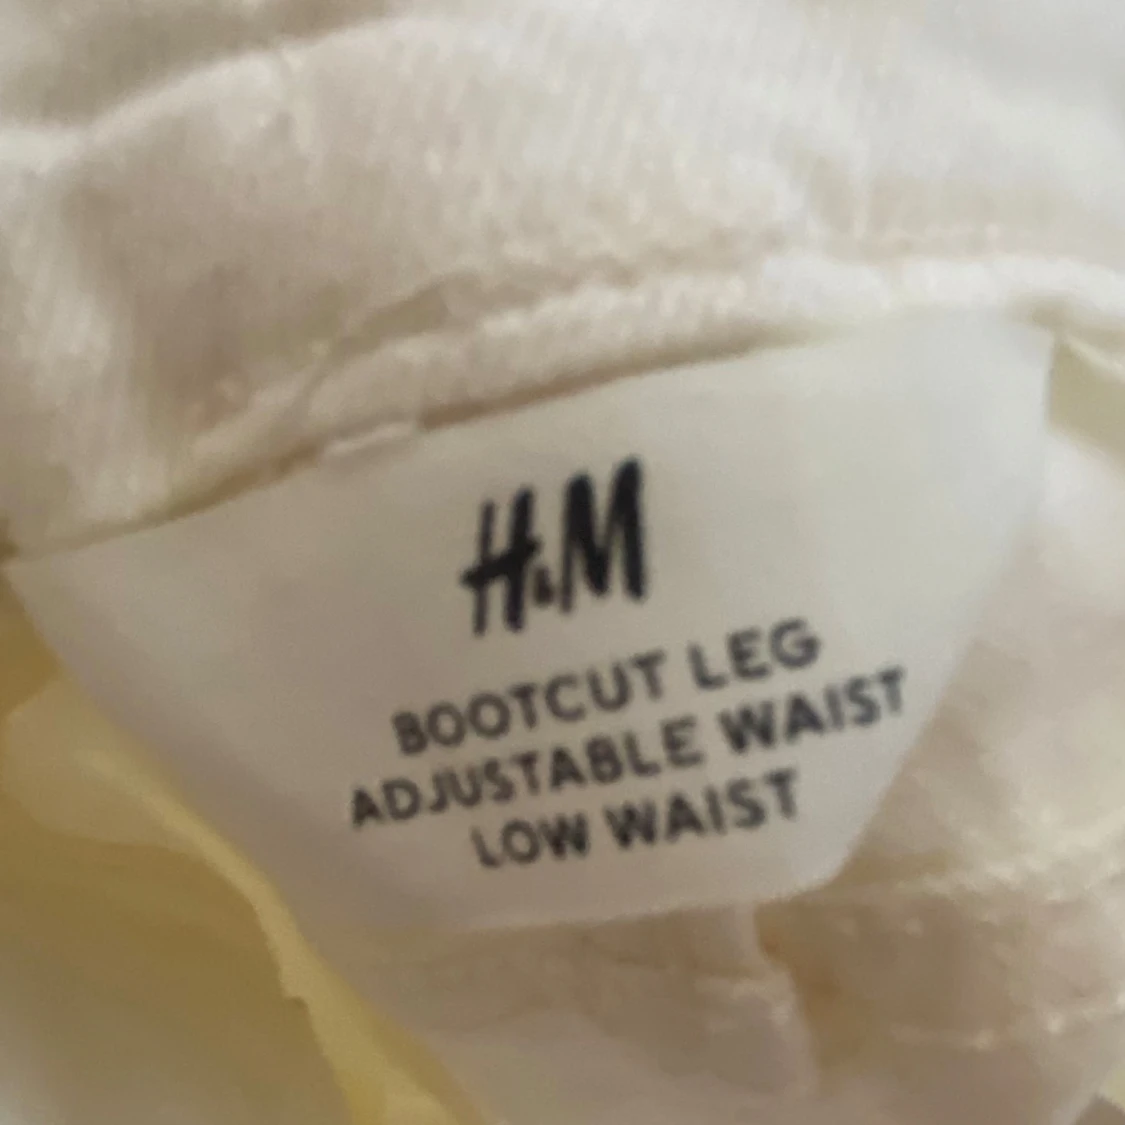 H&M
BOOTCUT LEG
ADJUSTABLE WAIST
LOW WAIST